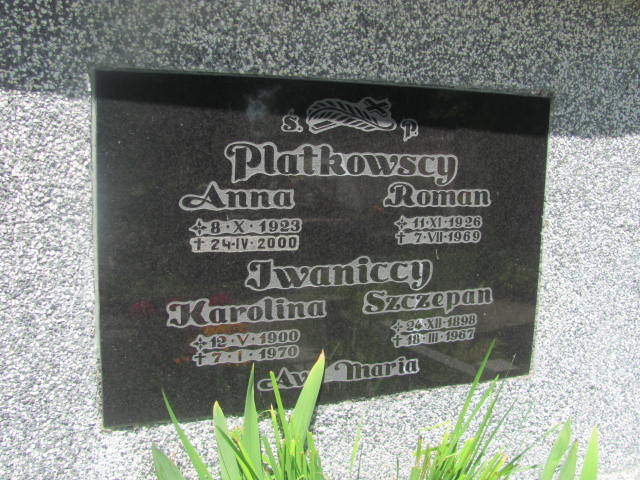 Ś. P.
Platkowscy
Anna Roman
8·X·1923 11·XI·1926
✝ 24·IV·2000 ✝ 7·VII·1969
Iwaniccy
Karolina Szczepan
12·V·1900 24·XII·1898
✝ 7·I·1970 ✝ 18·III·1967
Ave Maria